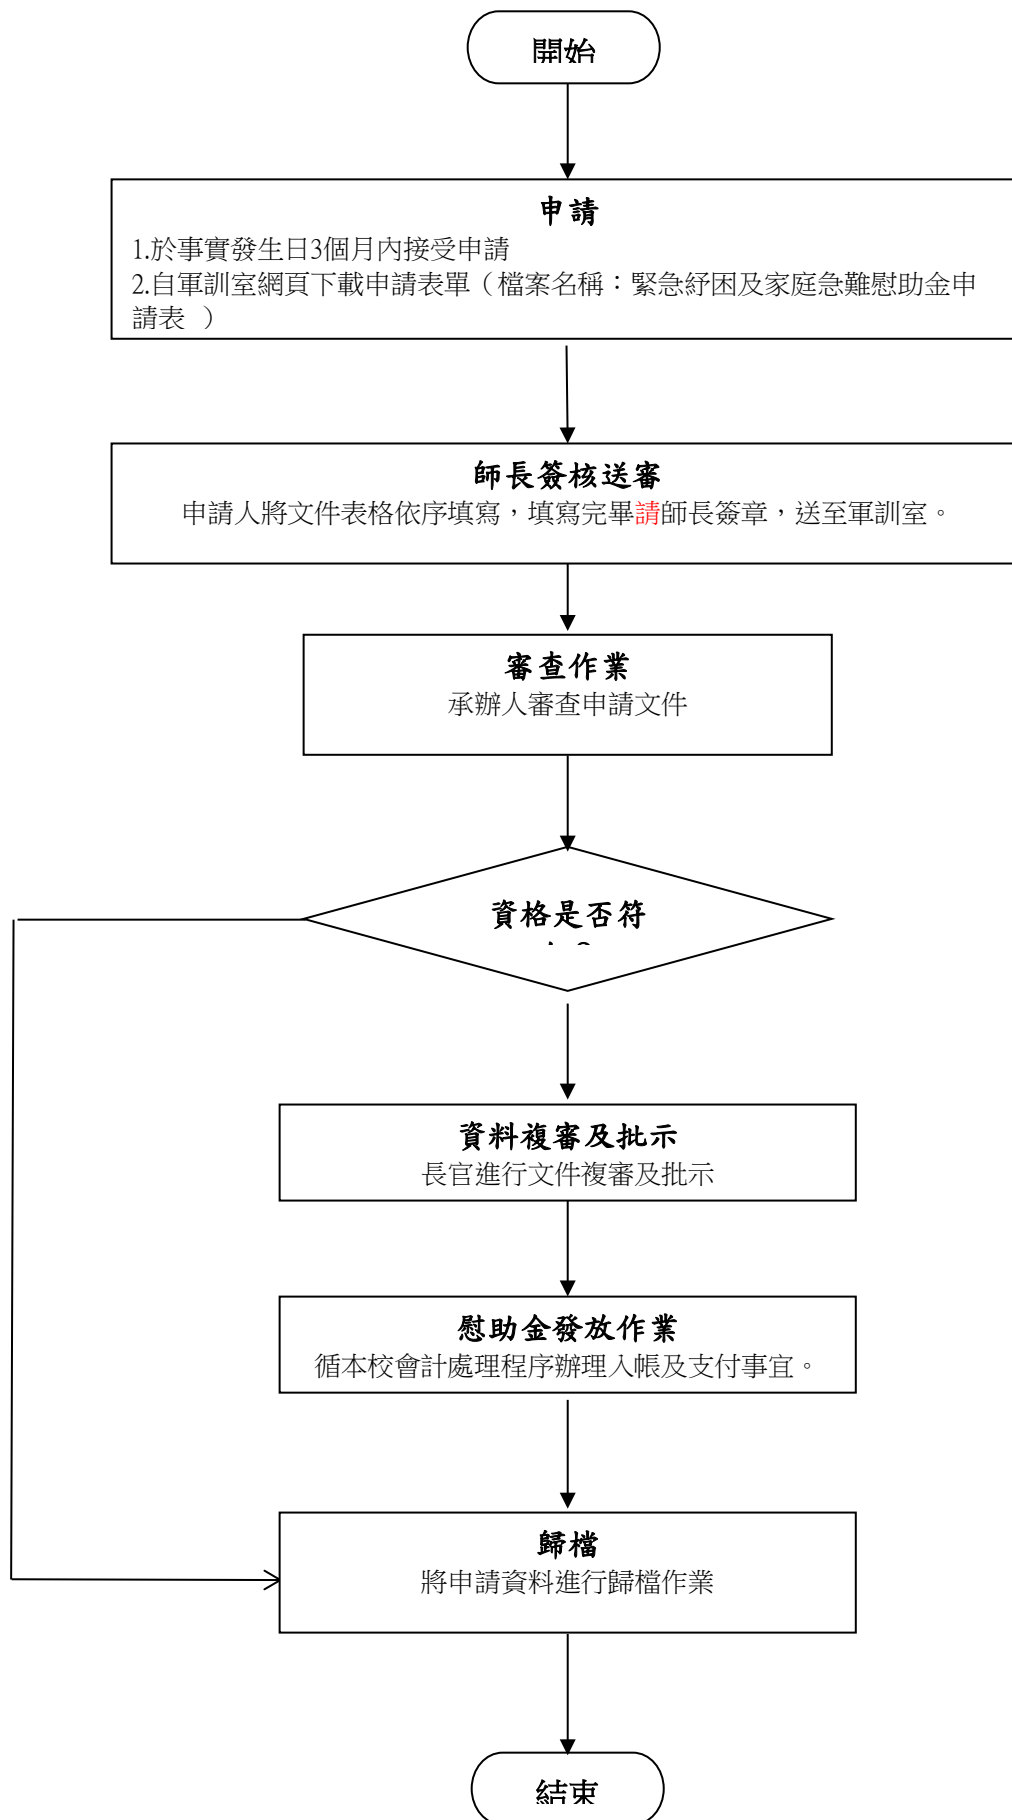 開始
申請
1.於事實發生日3個月內接受申請
2.自軍訓室網頁下載申請表單（檔案名稱：緊急紓困及家庭急難慰助金申
請表 ）
師長簽核送審
申請人將文件表格依序填寫，填寫完畢請師長簽章，送至軍訓室。
審查作業
承辦人審查申請文件
資格是否符
資料複審及批示
長官進行文件複審及批示
慰助金發放作業
循本校會計處理程序辦理入帳及支付事宜。
歸檔
將申請資料進行歸檔作業
結束